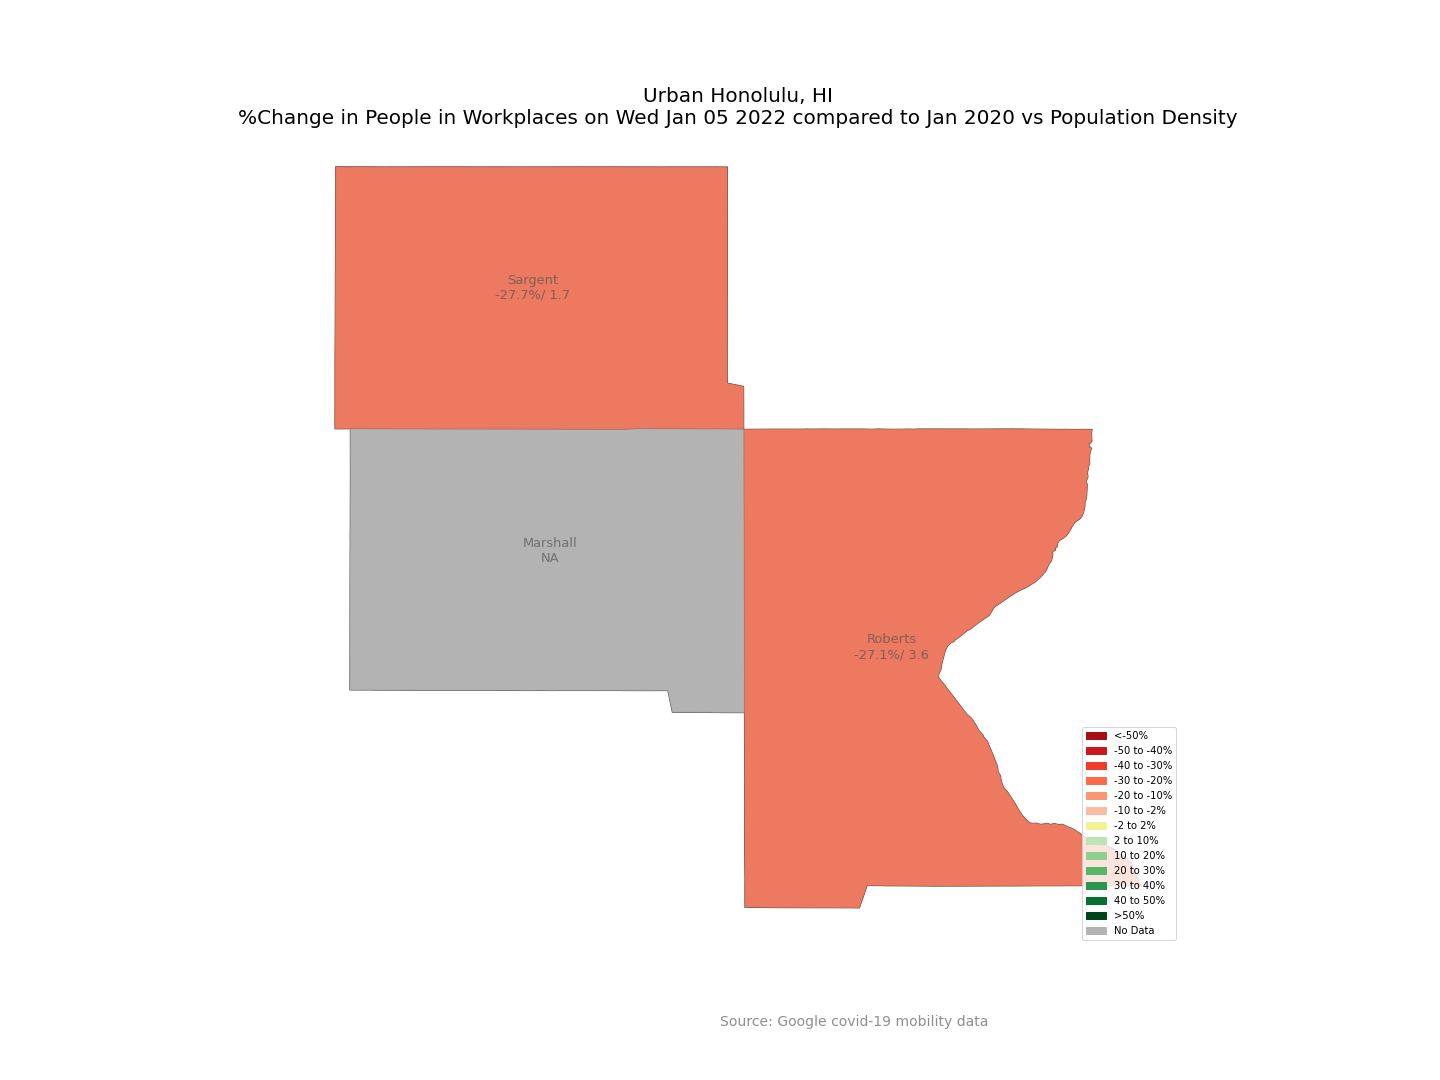 Urban Honolulu, HI
%Change in People in Workplaces on Wed Jan 05 2022 compared to Jan 2020 vs Population Density
Sargent
-27.7%/ 1.7
Marshall
NA
Roberts
-27.1%/ 3.6
<-50%
-50 to -40%
-40 to -30%
-30 to -20%
-20 to -10%
-10 to -2%
-2 to 2%
2 to 10%
10 to 20%
20 to 30%
30 to 40%
40 to 50%
>50%
No Data
Source: Google covid-19 mobility data